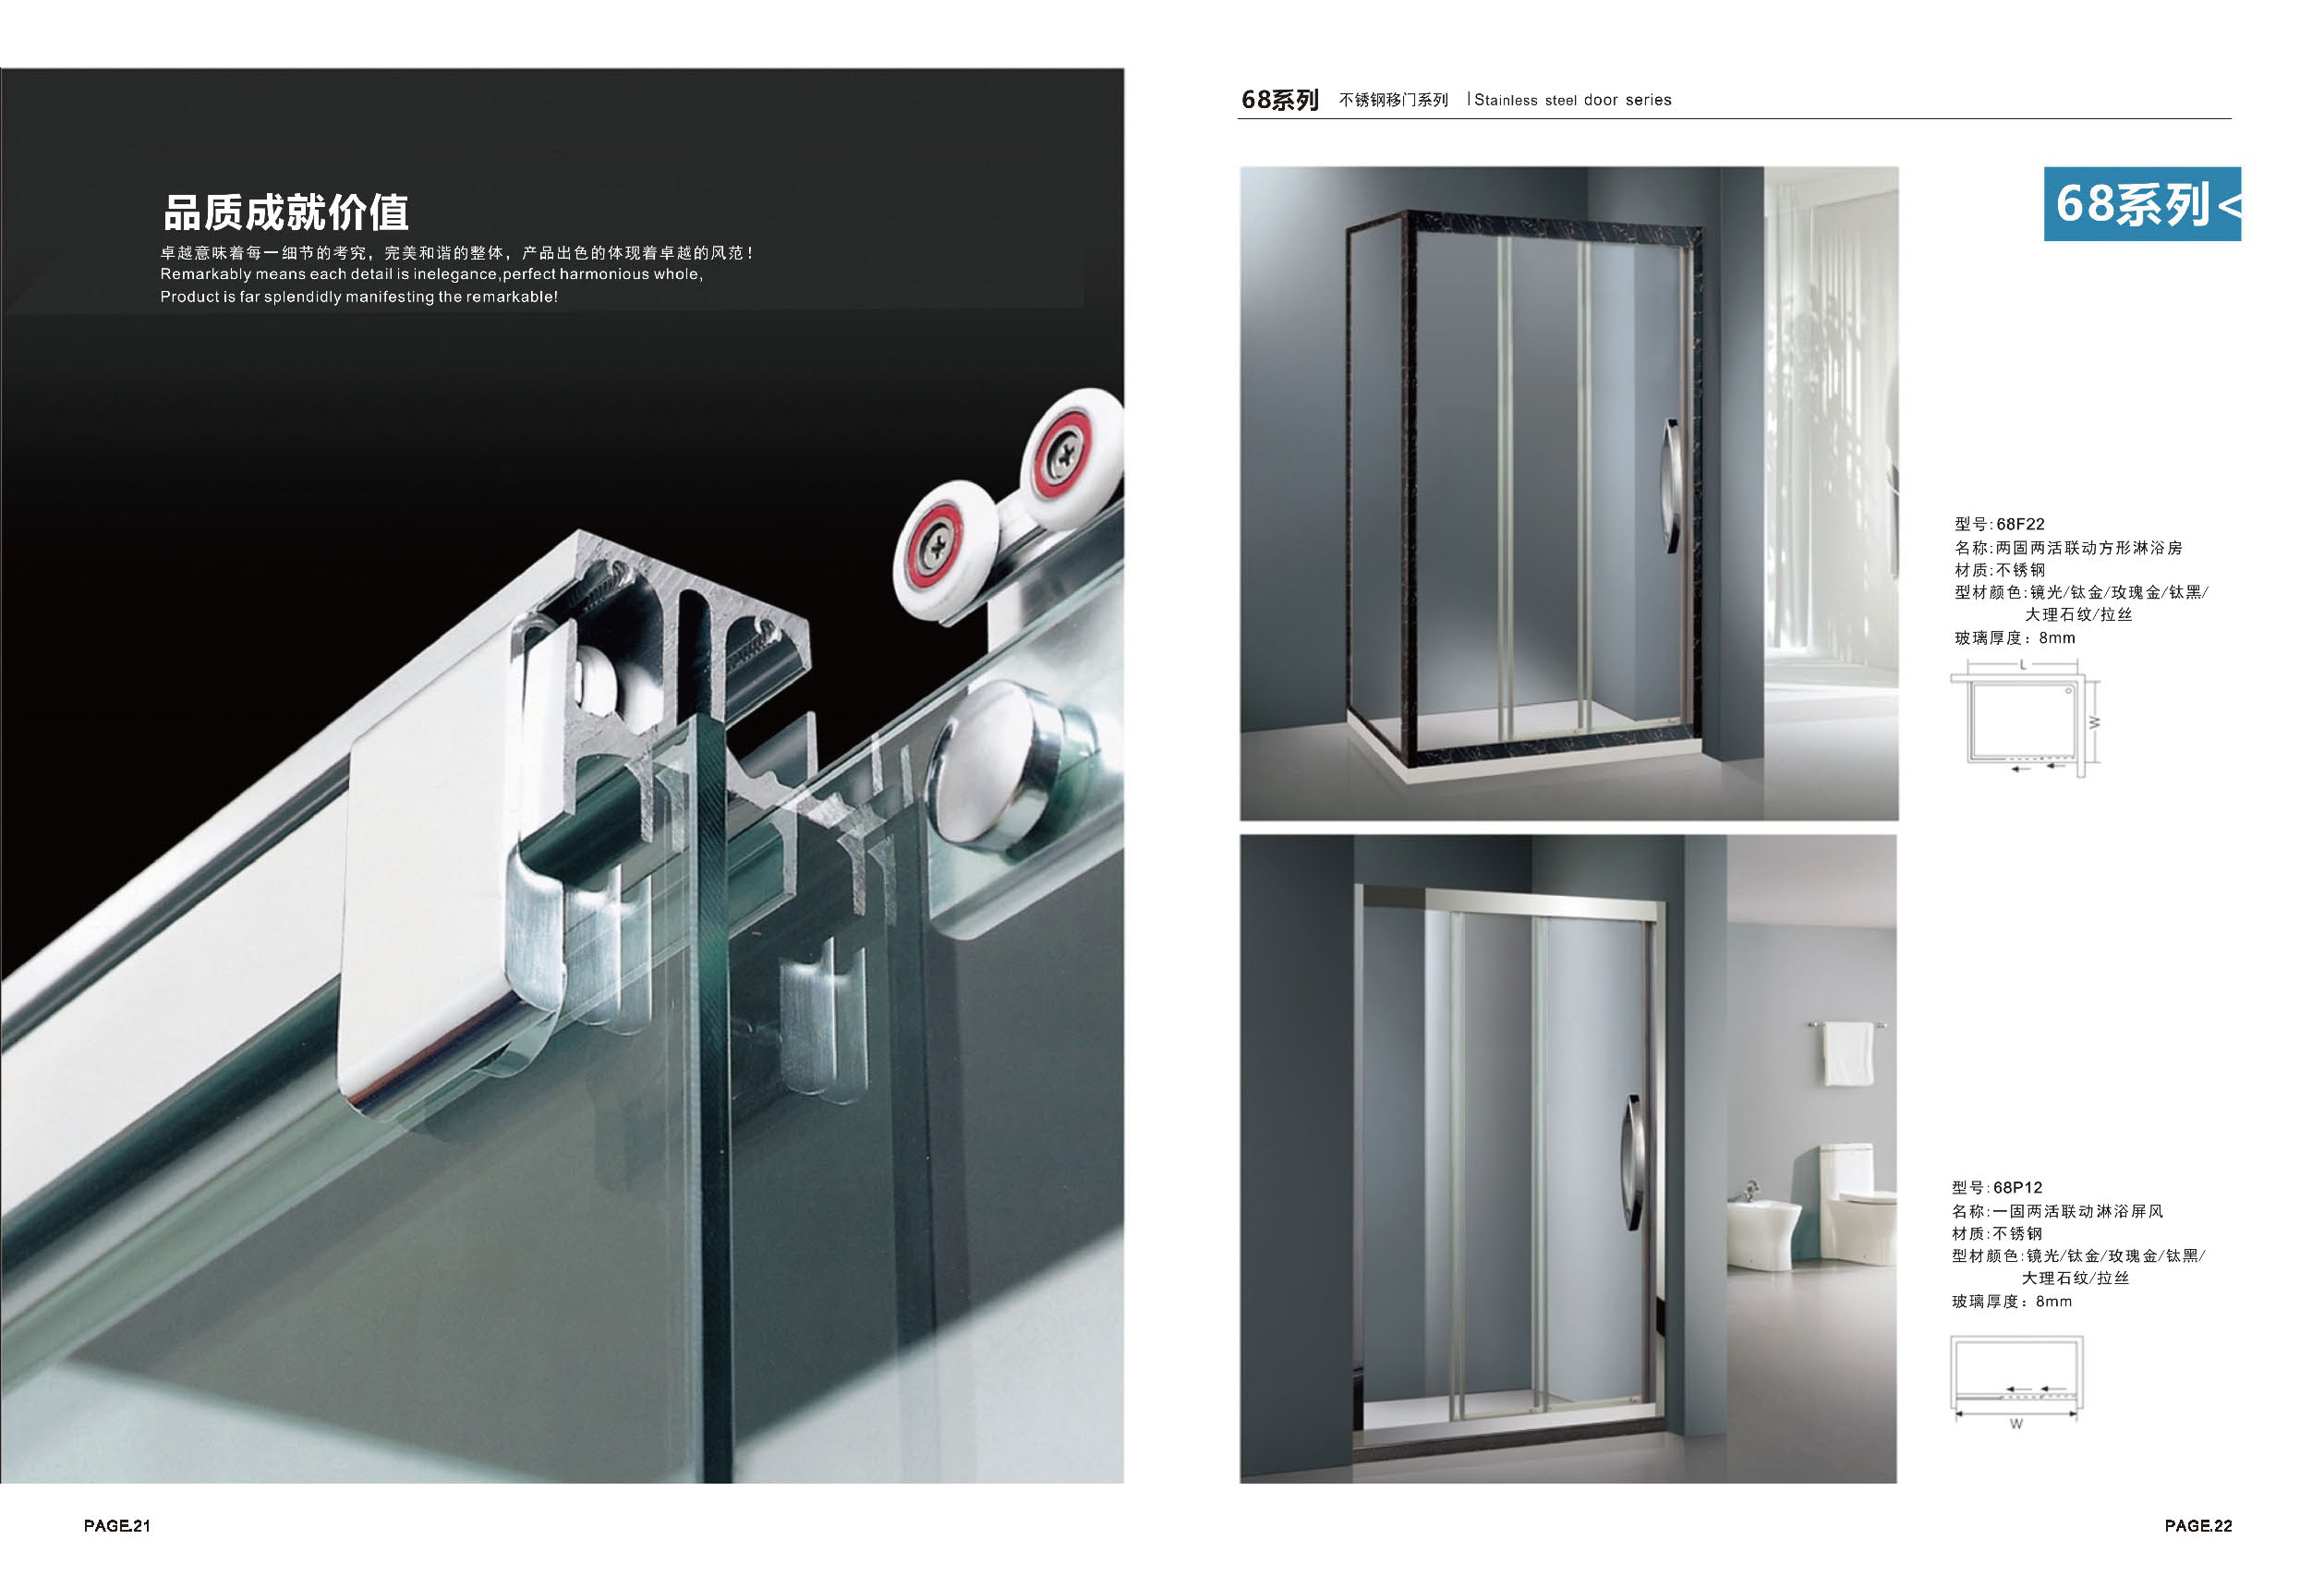 品质成就价值
卓越意味着每一细节的考究，完美和谐的整体，产品出色的体现着卓越的风范！
Remarkably means each detail is inelegance,perfect harmonious whole,
Product is far splendidly manifesting the remarkable!
PAGE.21
68系列 不锈钢移门系列 | Stainless steel door series
68系列<
型号:68F22
名称:两固两活联动方形淋浴房
材质:不锈钢
型材颜色:镜光/钛金/玫瑰金/钛黑/
大理石纹/拉丝
玻璃厚度：8mm
L
W
型号:68P12
名称:一固两活联动淋浴屏风
材质:不锈钢
型材颜色:镜光/钛金/玫瑰金/钛黑/
大理石纹/拉丝
玻璃厚度：8mm
W
PAGE.22